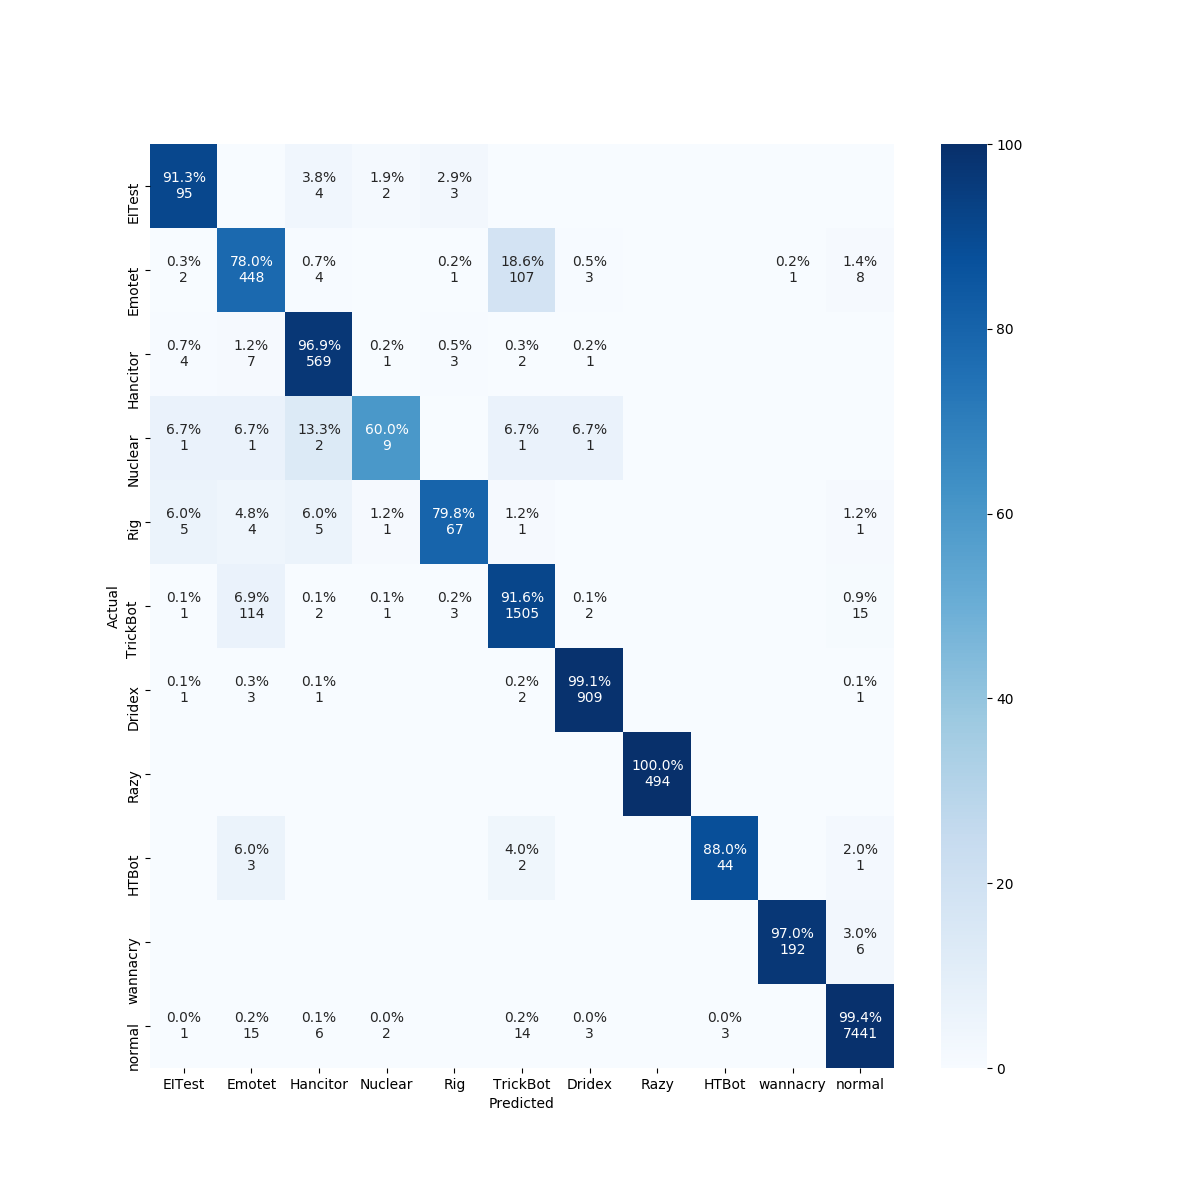 91.3% 3.8% 1.9% 2.9%
95 4 2 3
EITest
0.3% 78.0% 0.7% 0.2% 18.6% 0.5% 0.2% 1.4%
2 448 4 1 107 3 1 8
Emotet
0.7% 1.2% 96.9% 0.2% 0.5% 0.3% 0.2%
4 7 569 1 3 2 1
Hancitor
6.7% 6.7% 13.3% 60.0% 6.7% 6.7%
1 1 2 9 1 1
Nuclear
6.0% 4.8% 6.0% 1.2% 79.8% 1.2% 1.2%
5 4 5 1 67 1 1
Rig
Actual
0.1% 6.9% 0.1% 0.1% 0.2% 91.6% 0.1% 0.9%
1 114 2 1 3 1505 2 15
TrickBot
0.1% 0.3% 0.1% 0.2% 99.1% 0.1%
1 3 1 2 909 1
Dridex
100.0%
494
Razy
6.0% 4.0% 88.0% 2.0%
3 2 44 1
HTBot
97.0% 3.0%
192 6
wannacry
0.0% 0.2% 0.1% 0.0% 0.2% 0.0% 0.0% 99.4%
1 15 6 2 14 3 3 7441
normal
EITest Emotet Hancitor Nuclear Rig TrickBot Dridex Razy HTBot wannacry normal
Predicted
100
80
60
40
20
0